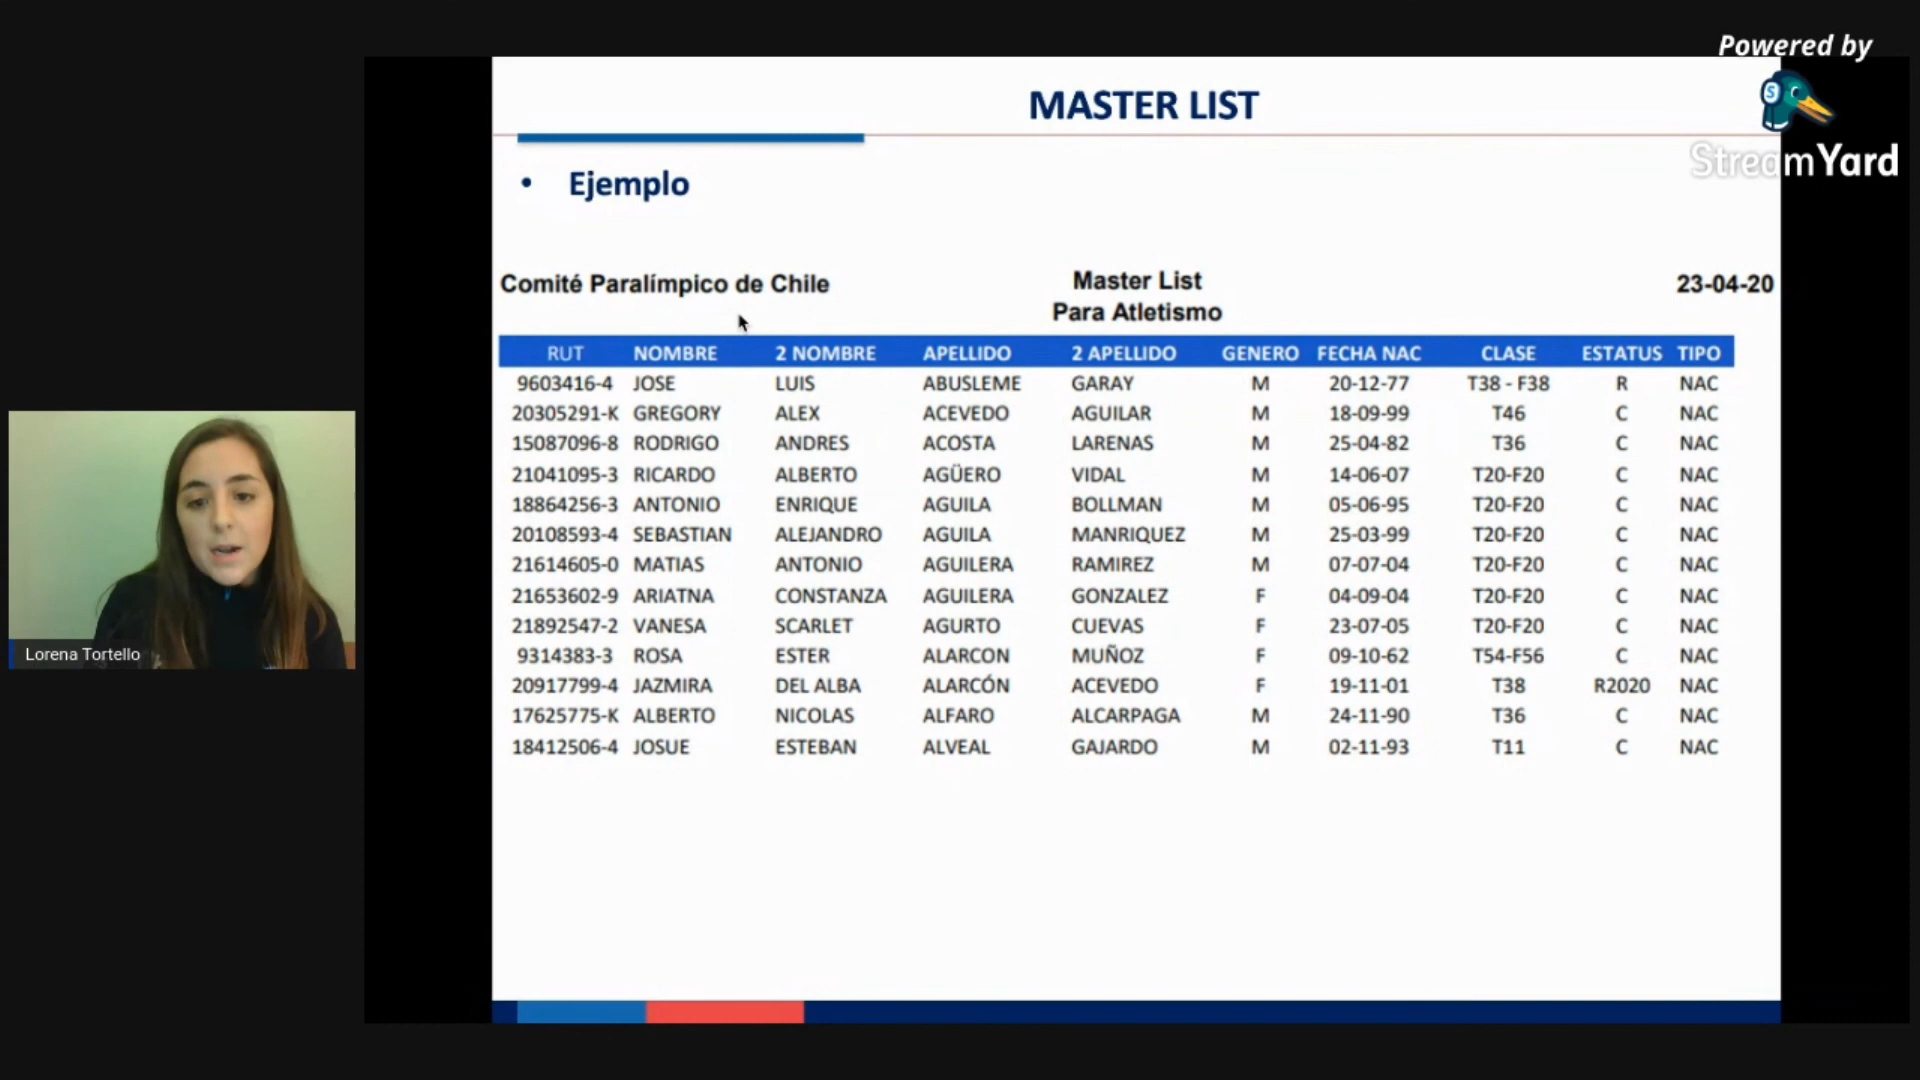 Powered by
StreamYard
MASTER LIST
• Ejemplo
Comité Paralímpico de Chile Master List 23-04-20
Para Atletismo
RUT NOMBRE 2 NOMBRE APELLIDO 2 APELLIDO GENERO FECHA NAC CLASE ESTATUS TIPO
9603416-4 JOSE LUIS ABUSLEME GARAY M 20-12-77 T38 - F38 R NAC
20305291-K GREGORY ALEX ACEVEDO AGUILAR M 18-09-99 T46 C NAC
15087096-8 RODRIGO ANDRES ACOSTA LARENAS M 25-04-82 T36 C NAC
21041095-3 RICARDO ALBERTO AGÜERO VIDAL M 14-06-07 T20-F20 C NAC
18864256-3 ANTONIO ENRIQUE AGUILA BOLLMAN M 05-06-95 T20-F20 C NAC
20108593-4 SEBASTIAN ALEJANDRO AGUILA MANRIQUEZ M 25-03-99 T20-F20 C NAC
21614605-0 MATIAS ANTONIO AGUILERA RAMIREZ M 07-07-04 T20-F20 C NAC
21653602-9 ARIATNA CONSTANZA AGUILERA GONZALEZ F 04-09-04 T20-F20 C NAC
21892547-2 VANESA SCARLET AGURTO CUEVAS F 23-07-05 T20-F20 C NAC
9314383-3 ROSA ESTER ALARCON MUÑOZ F 09-10-62 T54-F56 C NAC
20917799-4 JAZMIRA DEL ALBA ALARCÓN ACEVEDO F 19-11-01 T38 R2020 NAC
17625775-K ALBERTO NICOLAS ALFARO ALCARPAGA M 24-11-90 T36 C NAC
18412506-4 JOSUE ESTEBAN ALVEAL GAJARDO M 02-11-93 T11 C NAC
Lorena Tortello